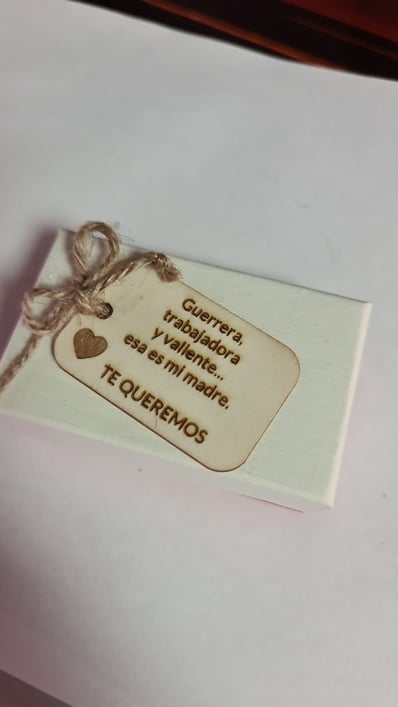 Guerrera,
trabajadora
y valiente...
esa es mi madre.
TE QUEREMOS